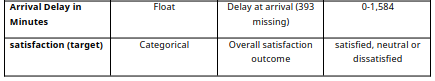 Arrival Delay in Float Delay at arrival (393 0-1,584
Minutes missing)
satisfaction (target) Categorical Overall satisfaction satisfied, neutral or
outcome dissatisfied